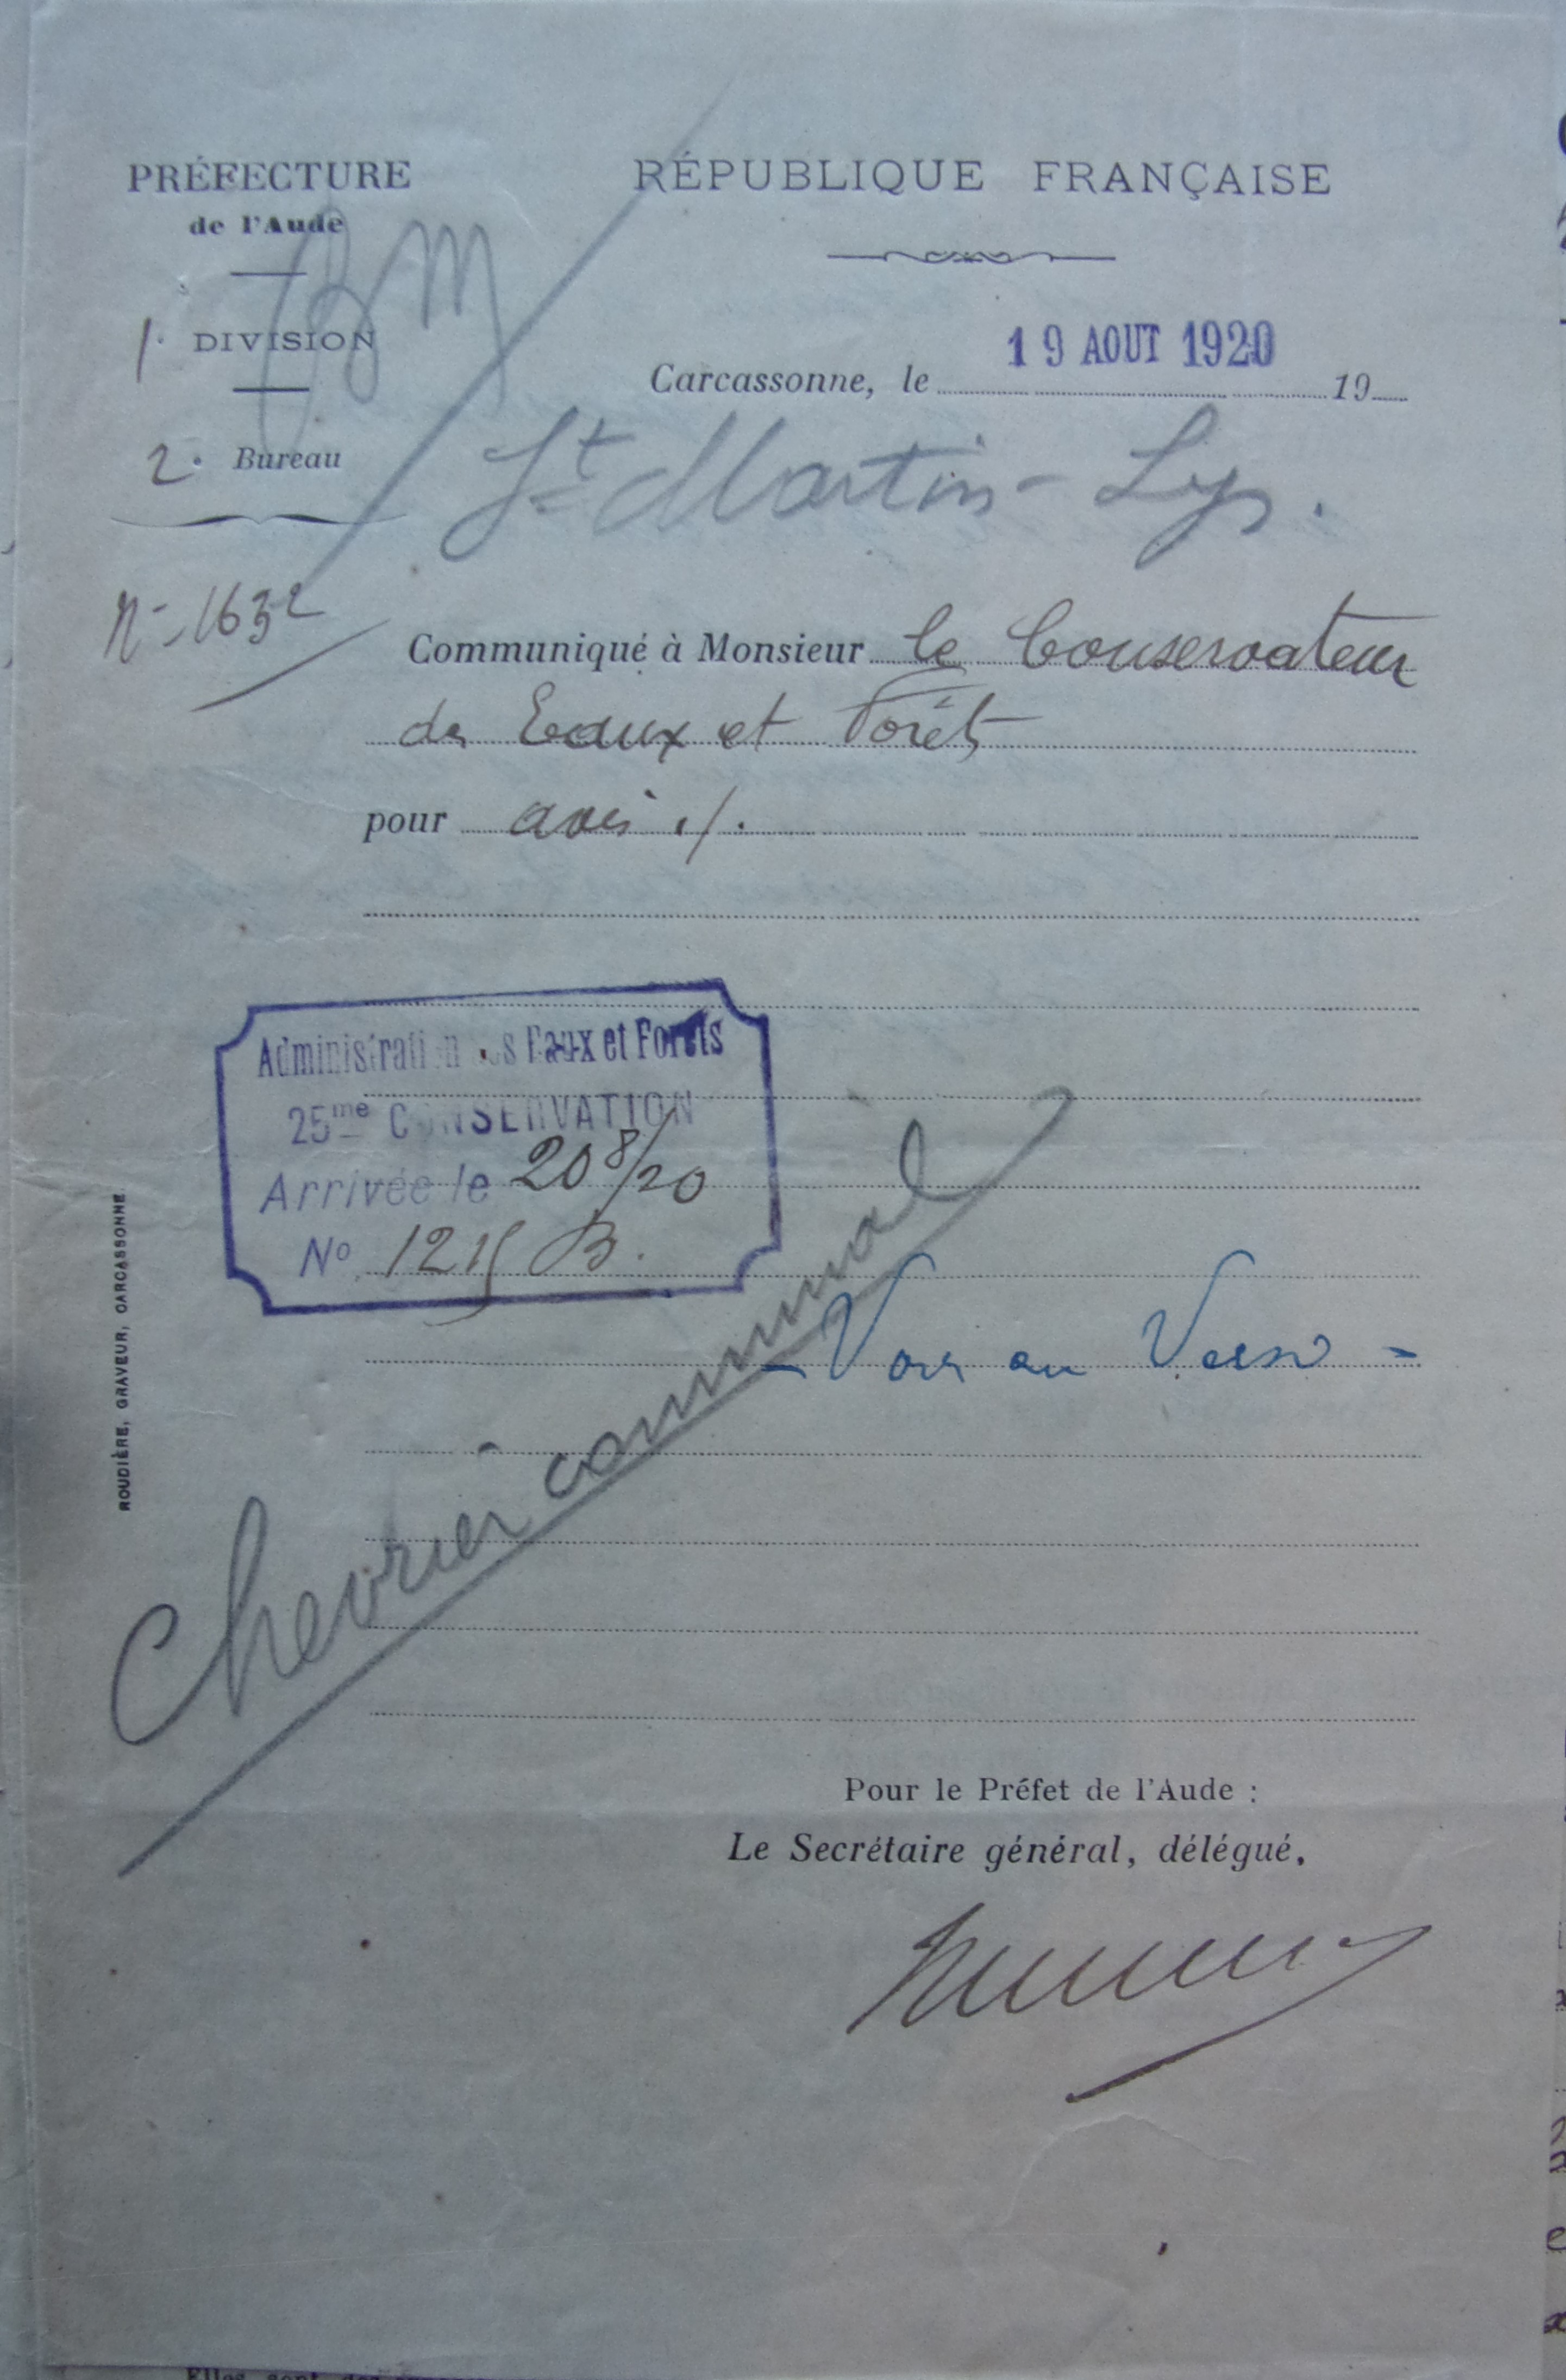 PRÉFECTURE
de l'Aude
RÉPUBLIQUE FRANÇAISE
BM
1e DIVISION
2e Bureau
Carcassonne, le 19 AOUT 1920 19
St Martin-Lys.
N- 1632
Communiqué à Monsieur le Conservateur
des Eaux et Forêts
pour avis ./.
Administration des Eaux et Forêts
25me CONSERVATION
Arrivée le 20 8/20
No 1215 B.
Chevrier communal
- Voir au Verso -
ROUDIÈRE, GRAVEUR, CARCASSONNE
Pour le Préfet de l'Aude :
Le Secrétaire général, délégué,